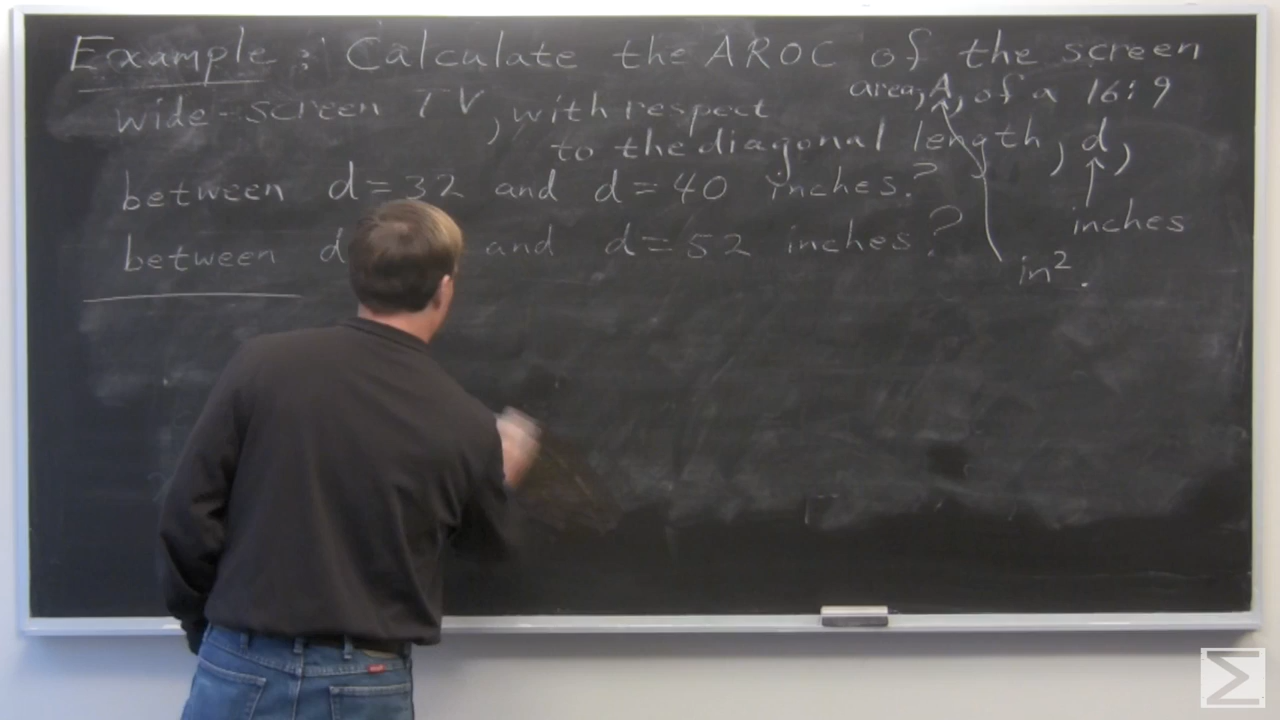 Example: Calculate the AROC of the screen
area, A, of a 16:9
wide-screen TV, with respect
to the diagonal length, d,
between d=32 and d=40 inches?
inches
between d and d=52 inches?
in².
Σ